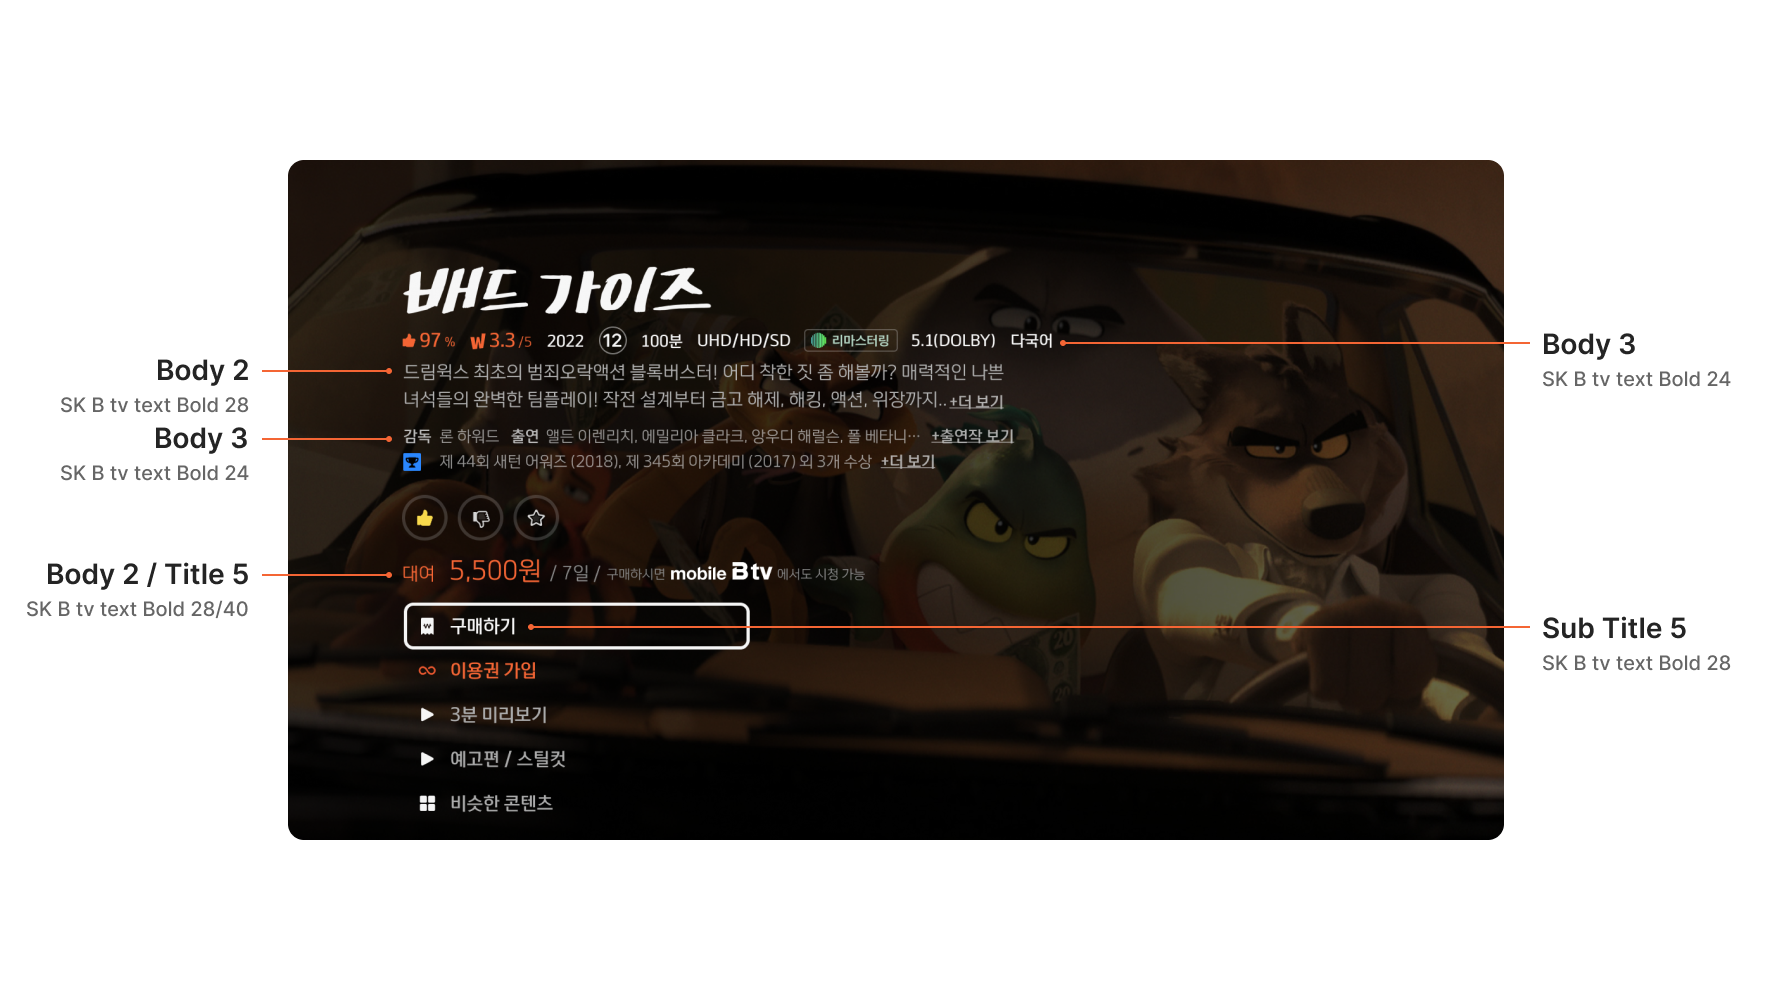 배드 가이즈
97 % W 3.3 /5 2022 12 100분 UHD/HD/SD 리마스터링 5.1(DOLBY) 다국어
Body 3
SK B tv text Bold 24
Body 2
SK B tv text Bold 28
드림웍스 최초의 범죄오락액션 블록버스터! 어디 착한 짓 좀 해볼까? 매력적인 나쁜
녀석들의 완벽한 팀플레이! 작전 설계부터 금고 해제, 해킹, 액션, 위장까지.. +더 보기
Body 3
SK B tv text Bold 24
감독 론 하워드 출연 앨든 이렌리치, 에밀리아 클라크, 앙우디 해럴슨, 폴 베타니… +출연작 보기
제 44회 새턴 어워즈 (2018), 제 345회 아카데미 (2017) 외 3개 수상 +더 보기
Body 2 / Title 5
SK B tv text Bold 28/40
대여 5,500원 / 7일 / 구매하시면 mobile B tv 에서도 시청 가능
구매하기
Sub Title 5
SK B tv text Bold 28
이용권 가입
3분 미리보기
예고편 / 스틸컷
비슷한 콘텐츠
20
20